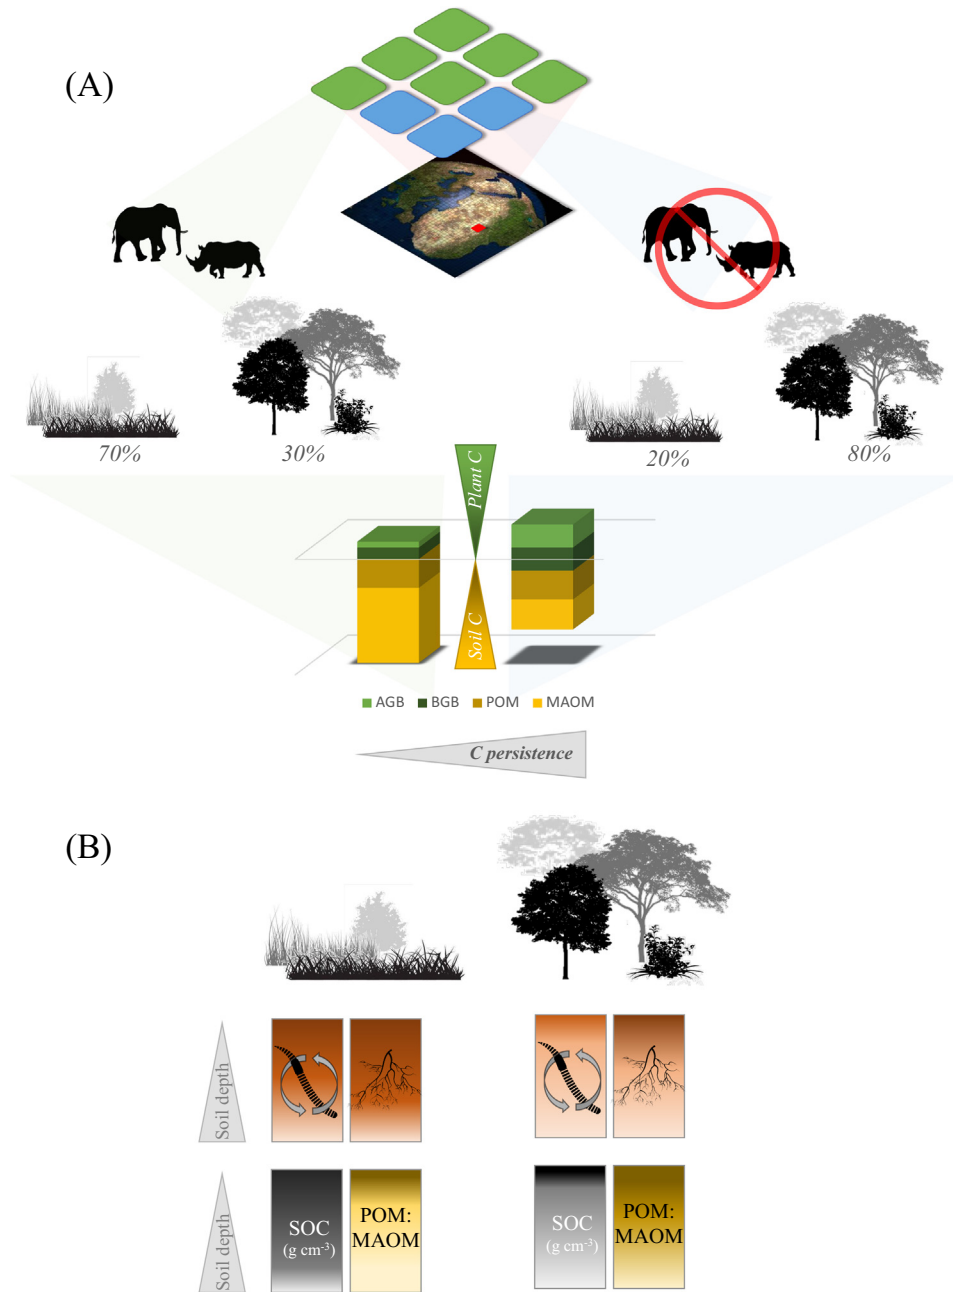 (A)
70%
30%
20%
80%
Plant C
Soil C
AGB BGB POM MAOM
C persistence
(B)
Soil depth
Soil depth
SOC
(g cm-3)
POM:
MAOM
SOC
(g cm-3)
POM:
MAOM